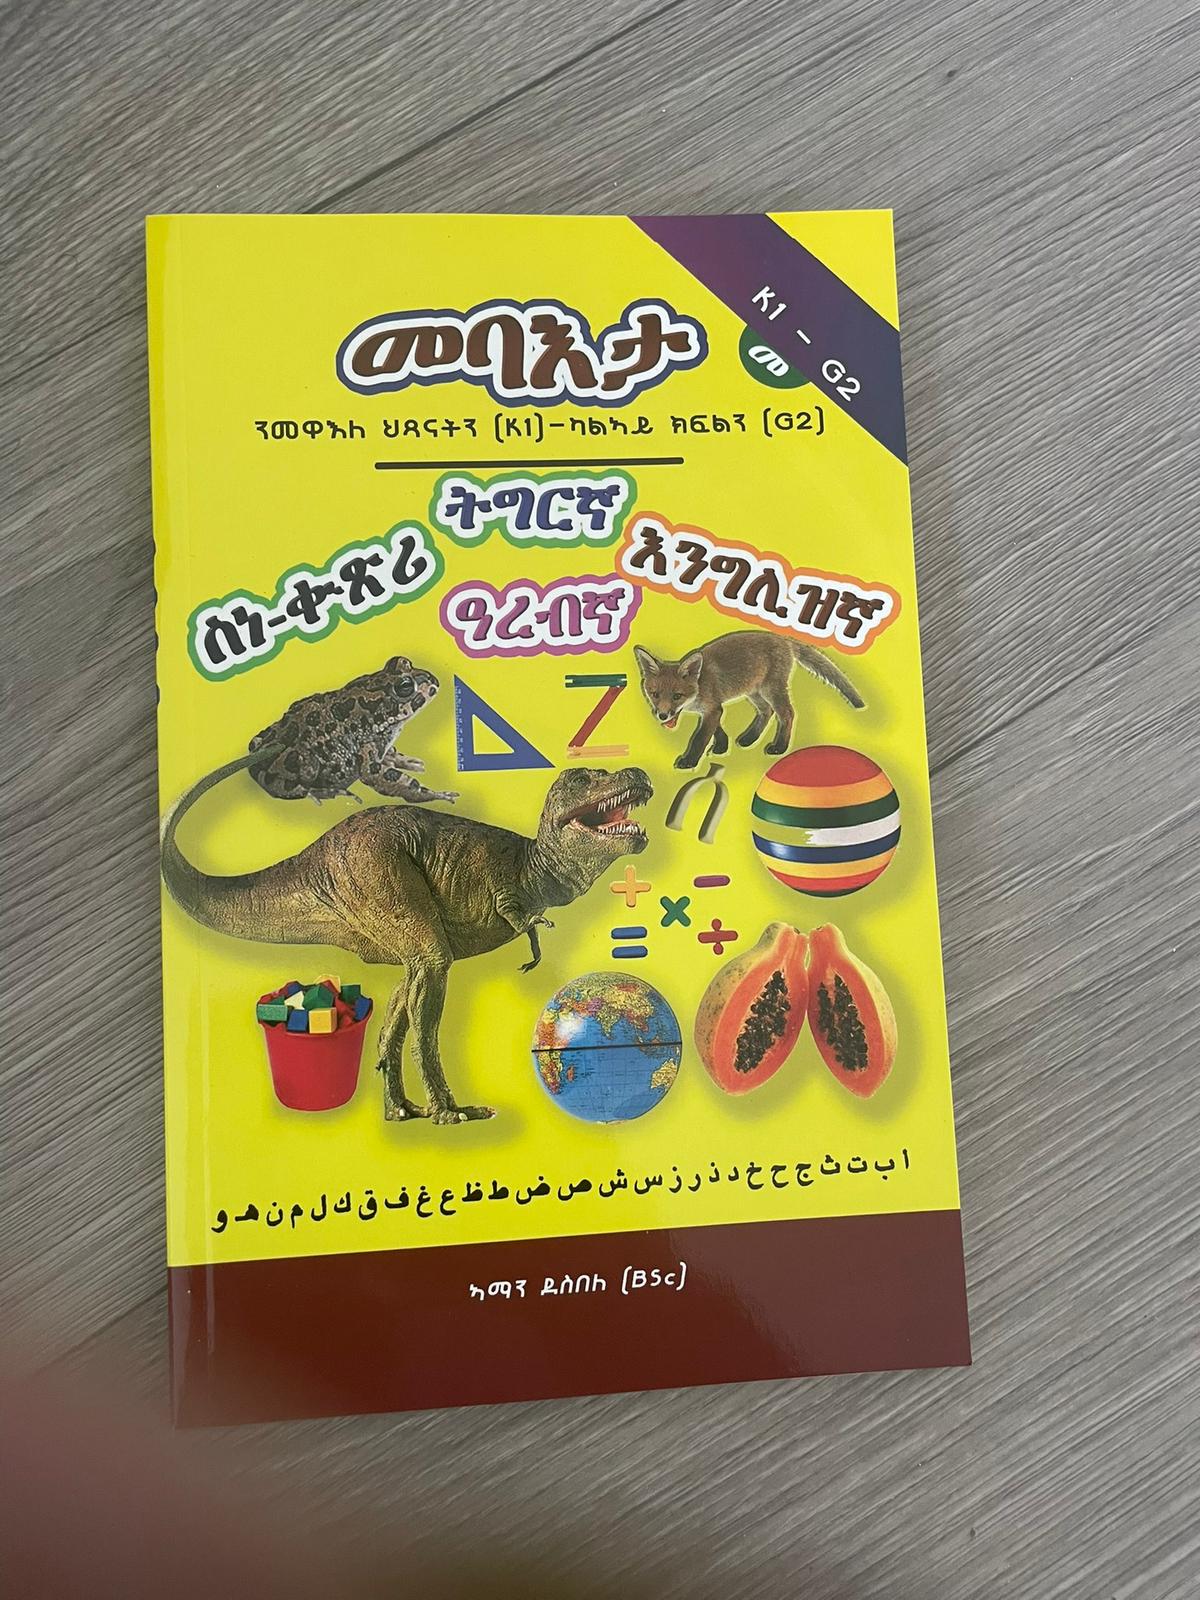 K1 - G2
መባእታ
መ
ንመዋእለ ህጻናትን (K1)-ካልኣይ ክፍልን (G2)
ትግርኛ
ስነ-ቍጽሪ
እንግሊዝኛ
ዓረብኛ
+ - × = ÷
ا ب ت ث ج ح خ د ذ ر ز س ش ص ض ط ظ ع غ ف ق ك ل م ن هـ و
ኣማን ደስበለ (BSc)